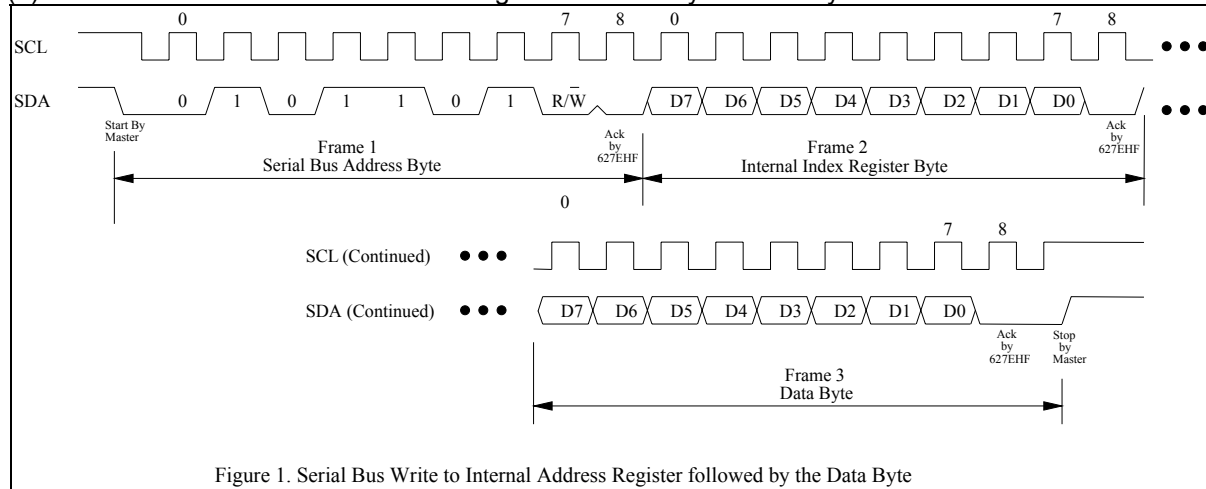 0 7 8 0 7 8
SCL
SDA 0 1 0 1 1 0 1 R/W D7 D6 D5 D4 D3 D2 D1 D0
Start By
Master
Ack
by
627EHF
Ack
by
627EHF
Frame 1
Serial Bus Address Byte
Frame 2
Internal Index Register Byte
0
7 8
SCL (Continued)
SDA (Continued) D7 D6 D5 D4 D3 D2 D1 D0
Ack
by
627EHF
Stop
by
Master
Frame 3
Data Byte
Figure 1. Serial Bus Write to Internal Address Register followed by the Data Byte